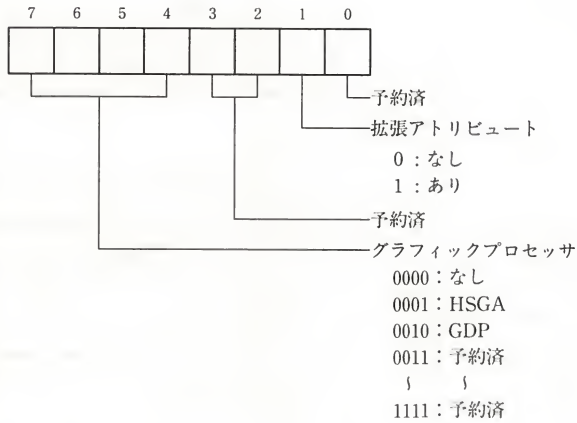 7 6 5 4 3 2 1 0
予約済
拡張アトリビュート
0：なし
1：あり
予約済
グラフィックプロセッサ
0000：なし
0001：HSGA
0010：GDP
0011：予約済
〜 〜
1111：予約済